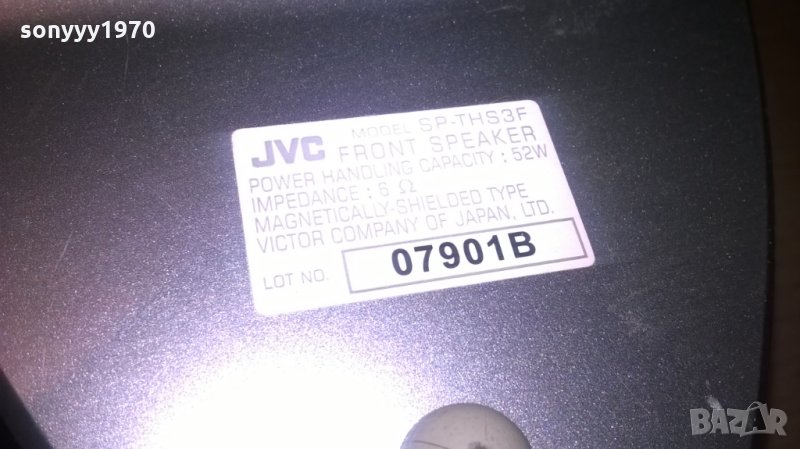 sonyyy1970
JVC MODEL SP-THS3F
FRONT SPEAKER
POWER HANDLING CAPACITY : 52W
IMPEDANCE : 6 Ω
MAGNETICALLY-SHIELDED TYPE
VICTOR COMPANY OF JAPAN, LTD.
LOT NO. 07901B
BAZAR